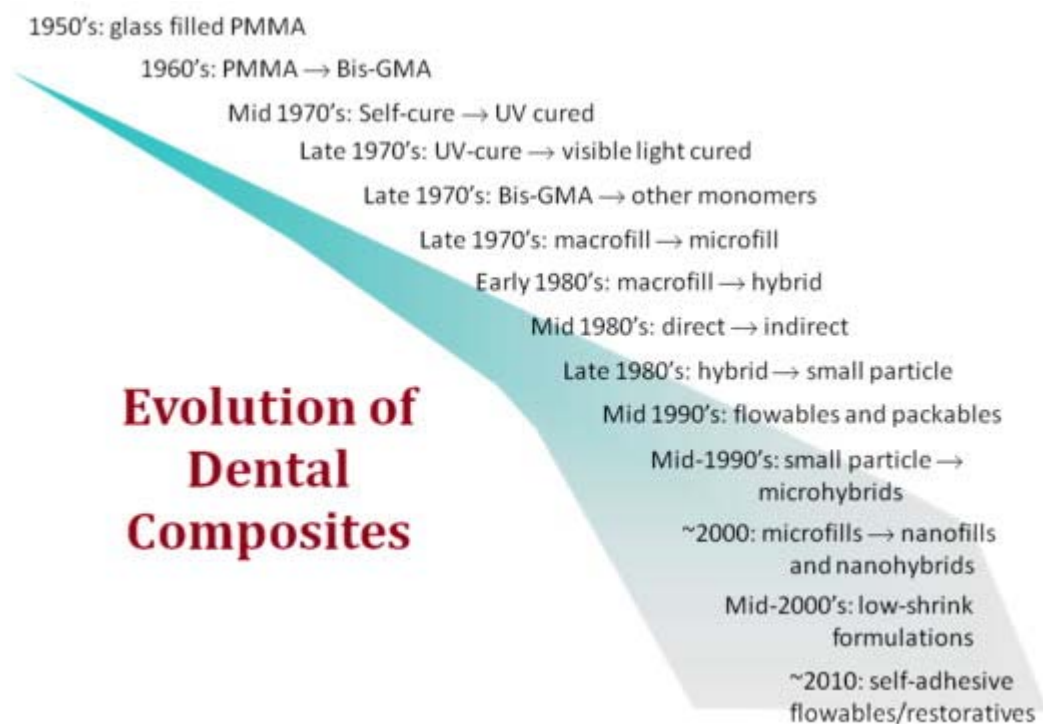 1950's: glass filled PMMA
1960's: PMMA → Bis-GMA
Mid 1970's: Self-cure → UV cured
Late 1970's: UV-cure → visible light cured
Late 1970's: Bis-GMA → other monomers
Late 1970's: macrofill → microfill
Early 1980's: macrofill → hybrid
Mid 1980's: direct → indirect
Late 1980's: hybrid → small particle
Mid 1990's: flowables and packables
Mid-1990's: small particle →
microhybrids
~2000: microfills → nanofills
and nanohybrids
Mid-2000's: low-shrink
formulations
~2010: self-adhesive
flowables/restoratives
Evolution of
Dental
Composites